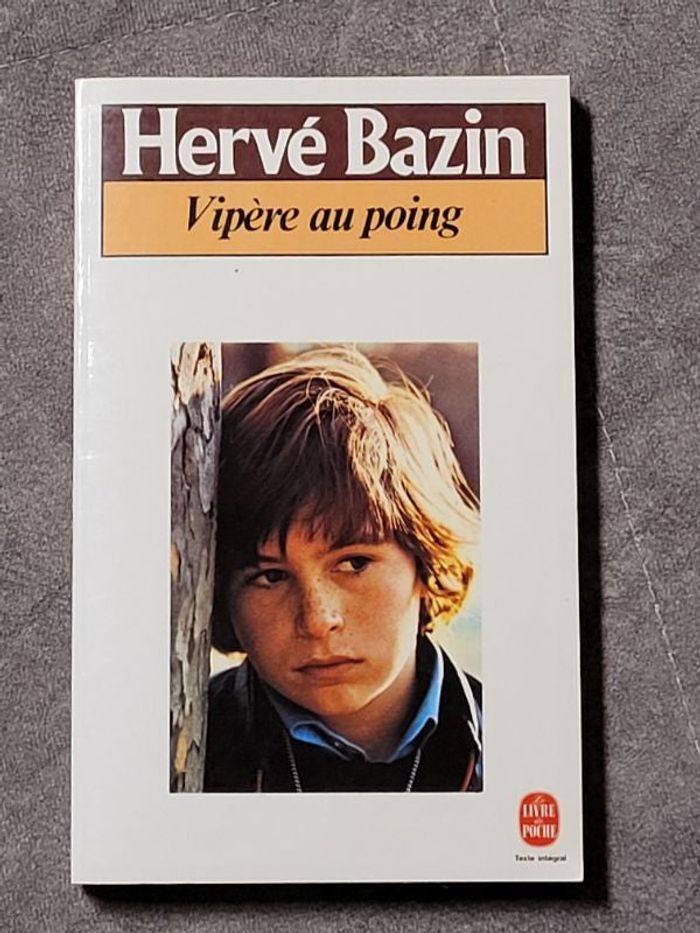 Hervé Bazin
Vipère au poing
Le
LIVRE
de
POCHE
Texte intégral